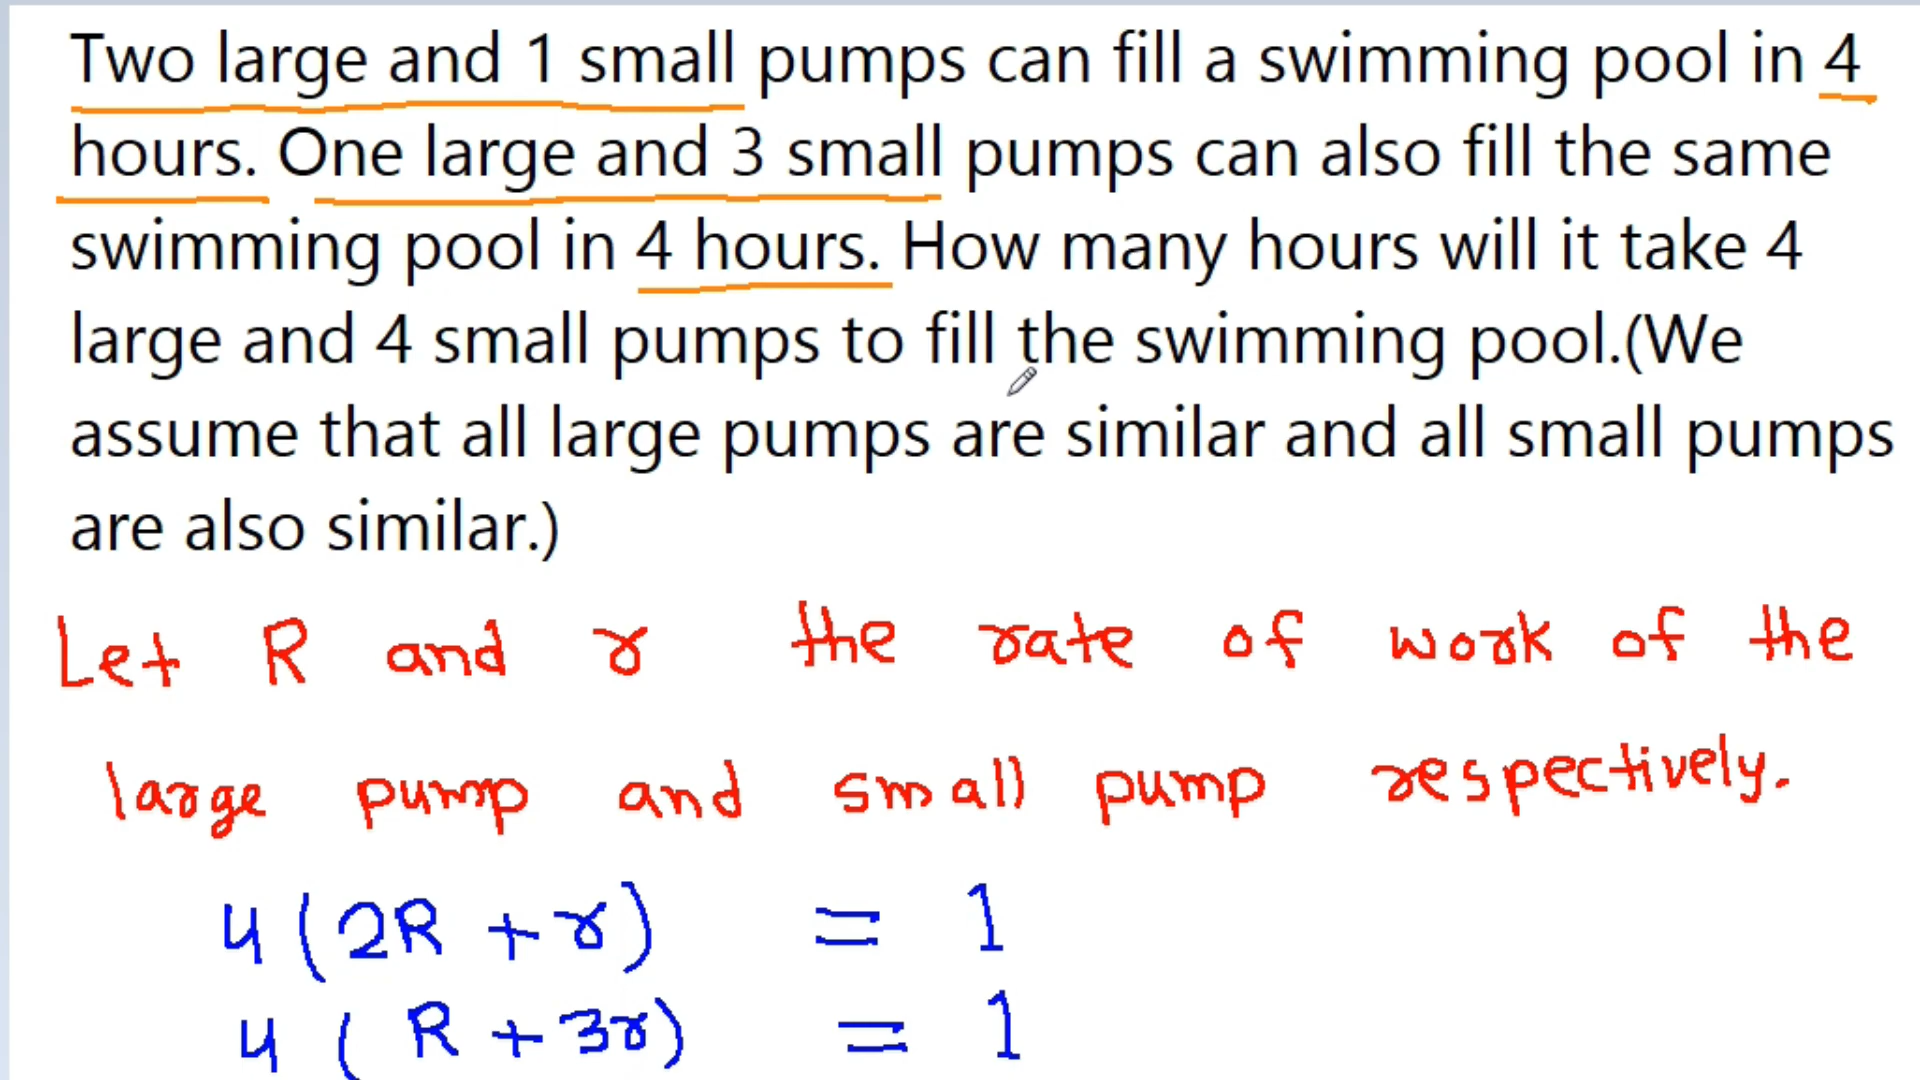 Two large and 1 small pumps can fill a swimming pool in 4
hours. One large and 3 small pumps can also fill the same
swimming pool in 4 hours. How many hours will it take 4
large and 4 small pumps to fill the swimming pool.(We
assume that all large pumps are similar and all small pumps
are also similar.)
Let R and r the rate of work of the
large pump and small pump respectively.
4(2R + r) = 1
4( R + 3r) = 1